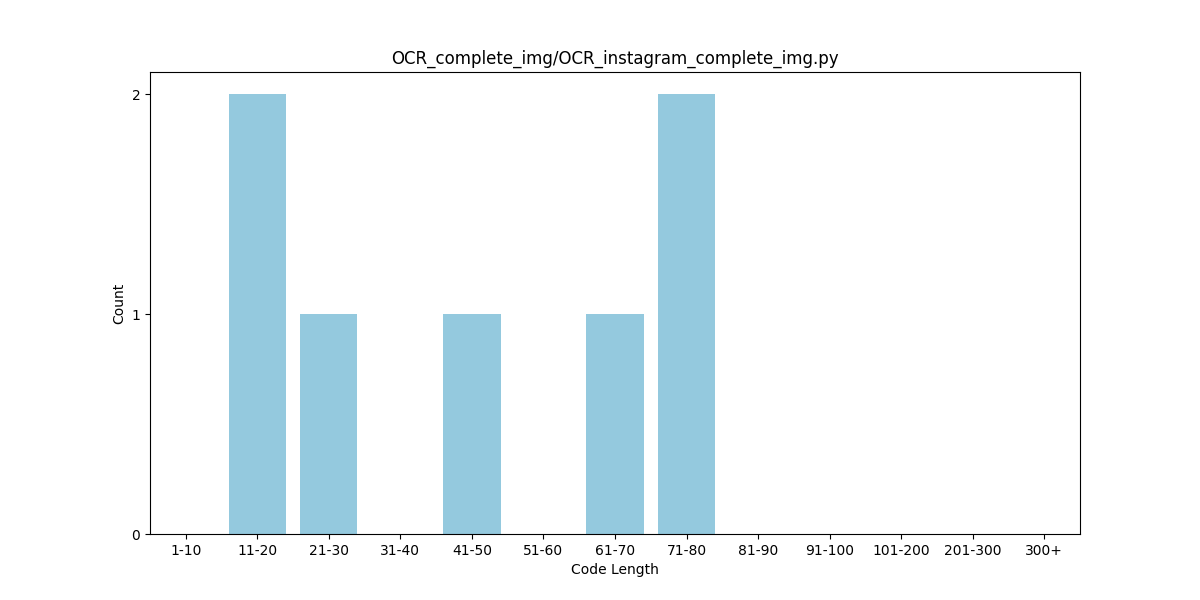 OCR_complete_img/OCR_instagram_complete_img.py
2
1
0
Count
1-10 11-20 21-30 31-40 41-50 51-60 61-70 71-80 81-90 91-100 101-200 201-300 300+
Code Length